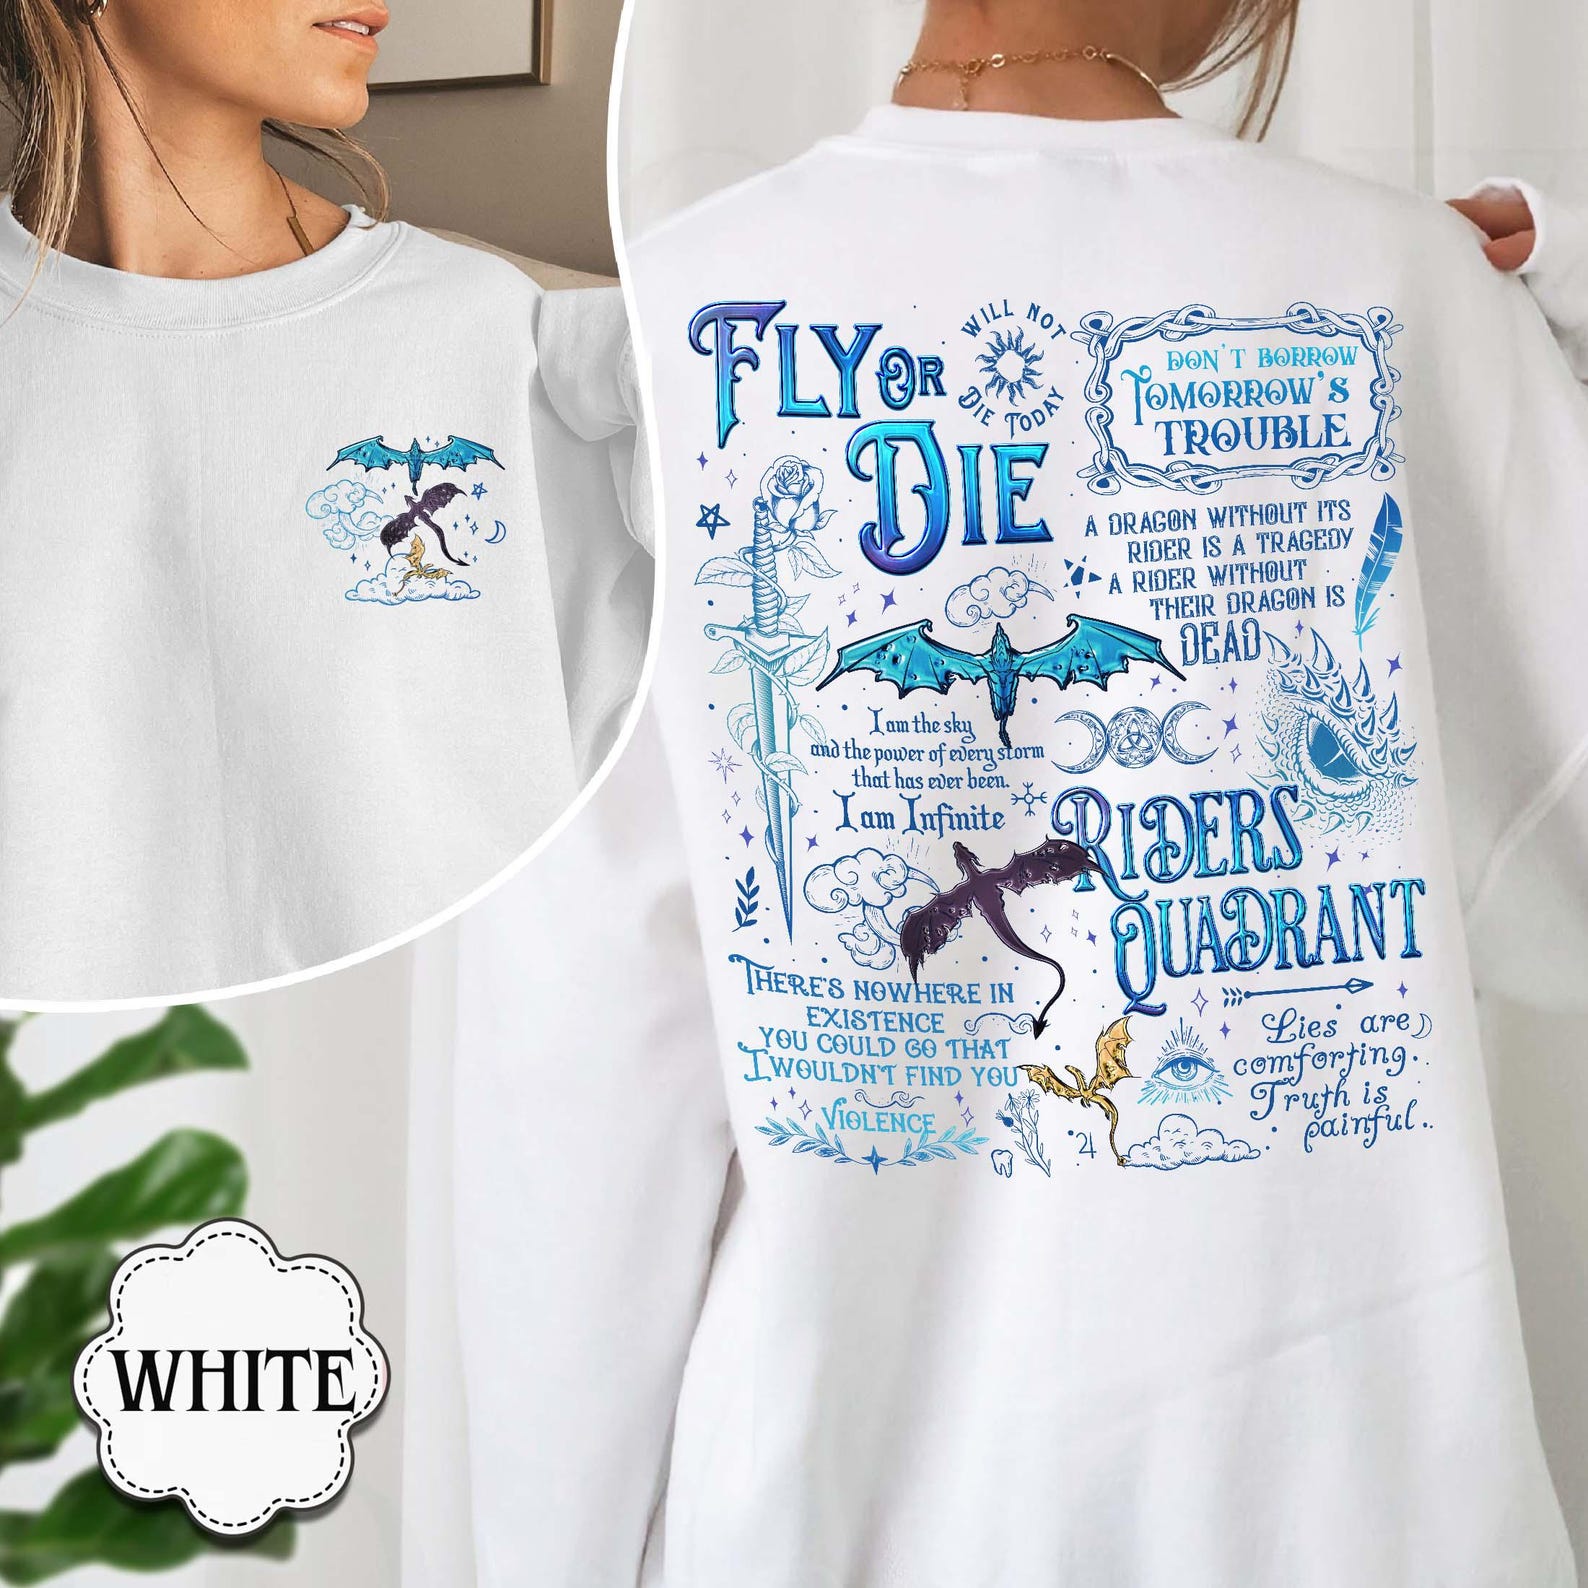 FLY OR
DIE
WILL NOT
DIE TODAY
DON'T BORROW
TOMORROW'S
TROUBLE
A DRAGON WITHOUT ITS
RIDER IS A TRAGEDY
A RIDER WITHOUT
THEIR DRAGON IS
DEAD
I am the sky
and the power of every storm
that has ever been.
I am Infinite
RIDERS
QUADRANT
THERE'S NOWHERE IN
EXISTENCE
YOU COULD GO THAT
I WOULDN'T FIND YOU
VIOLENCE
Lies are
comforting.
Truth is
painful..
WHITE